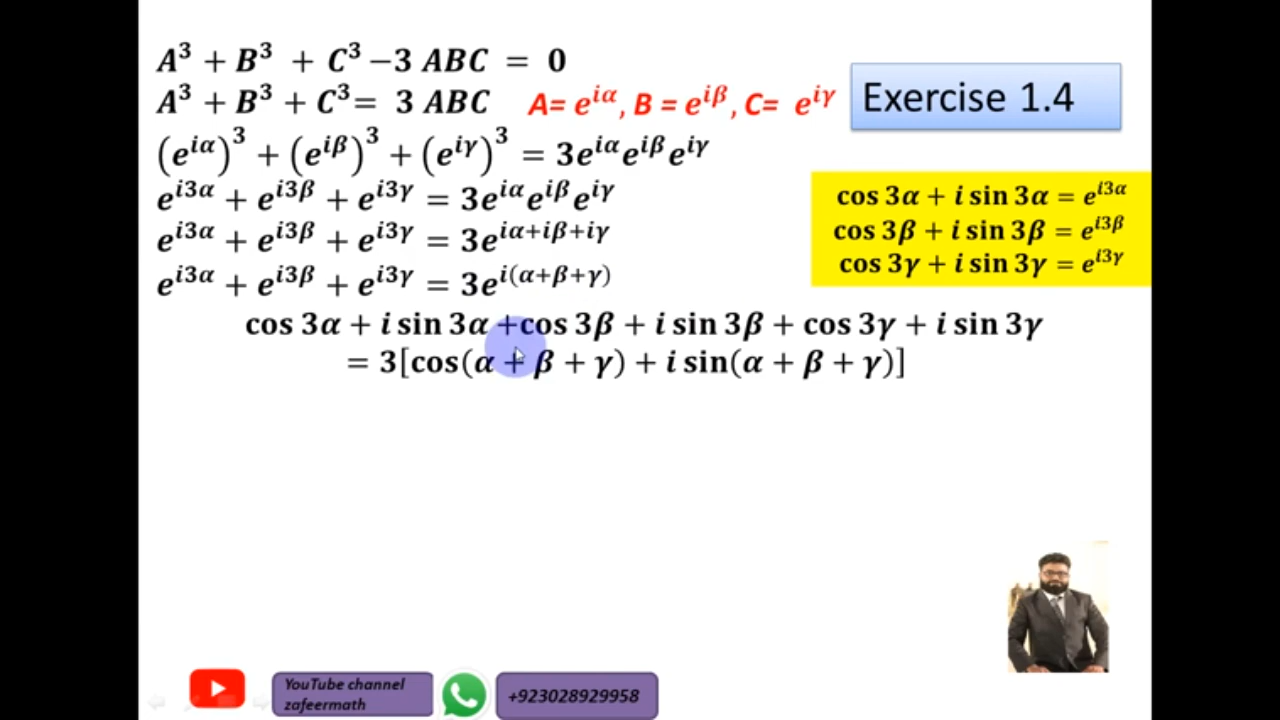 A³ + B³ + C³ − 3 ABC = 0
A³ + B³ + C³ = 3 ABC A= e^{iα}, B = e^{iβ}, C= e^{iγ}
Exercise 1.4
(e^{iα})³ + (e^{iβ})³ + (e^{iγ})³ = 3e^{iα}e^{iβ}e^{iγ}
e^{i3α} + e^{i3β} + e^{i3γ} = 3e^{iα}e^{iβ}e^{iγ}
e^{i3α} + e^{i3β} + e^{i3γ} = 3e^{iα+iβ+iγ}
e^{i3α} + e^{i3β} + e^{i3γ} = 3e^{i(α+β+γ)}
cos 3α + i sin 3α = e^{i3α}
cos 3β + i sin 3β = e^{i3β}
cos 3γ + i sin 3γ = e^{i3γ}
cos 3α + i sin 3α + cos 3β + i sin 3β + cos 3γ + i sin 3γ
= 3[cos(α + β + γ) + i sin(α + β + γ)]
YouTube channel
zafeermath
+923028929958